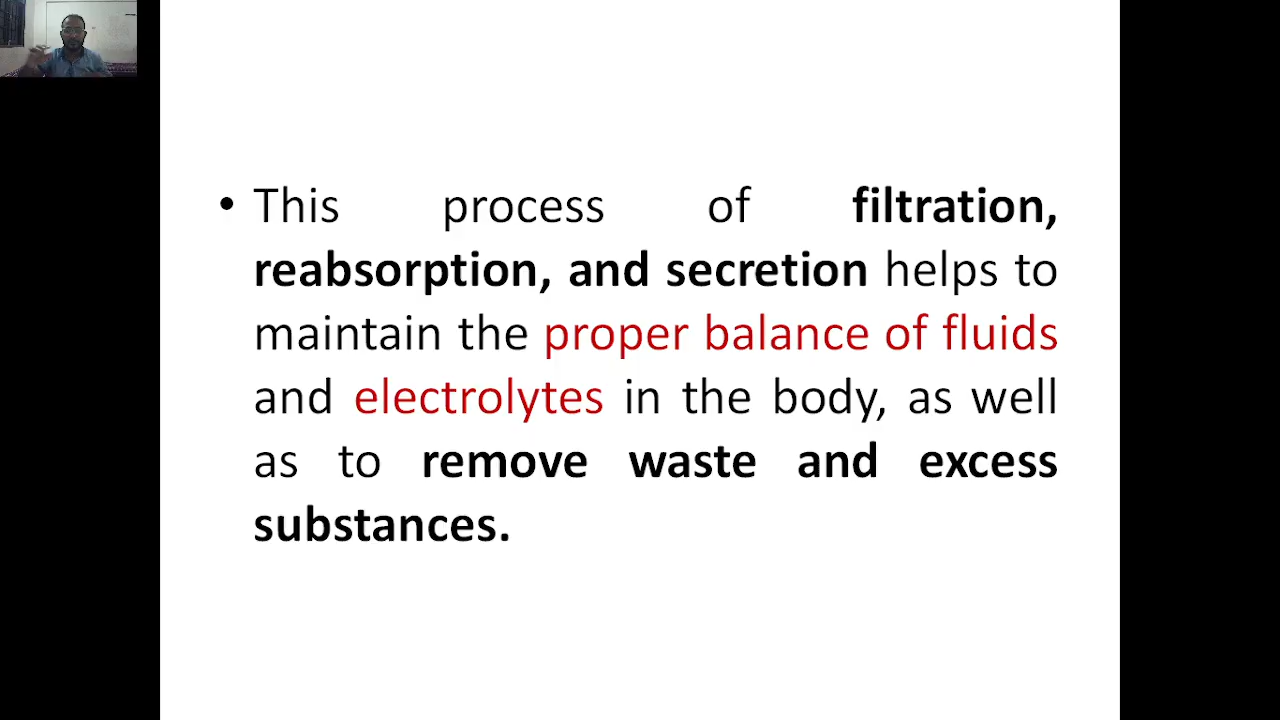 • This process of filtration,
reabsorption, and secretion helps to
maintain the proper balance of fluids
and electrolytes in the body, as well
as to remove waste and excess
substances.